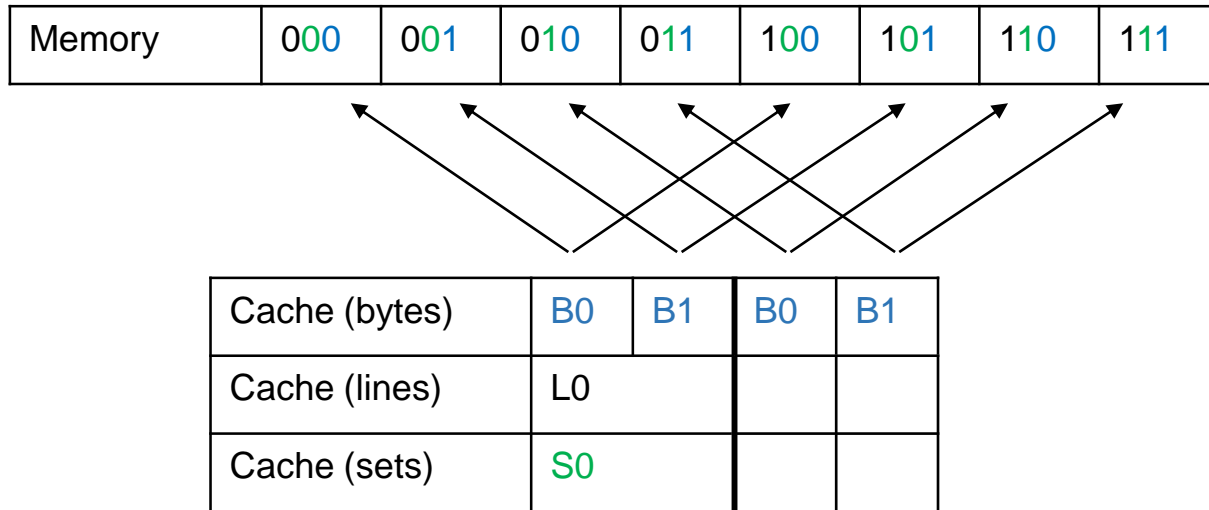 Memory 000 001 010 011 100 101 110 111
Cache (bytes) B0 B1 B0 B1
Cache (lines) L0
Cache (sets) S0